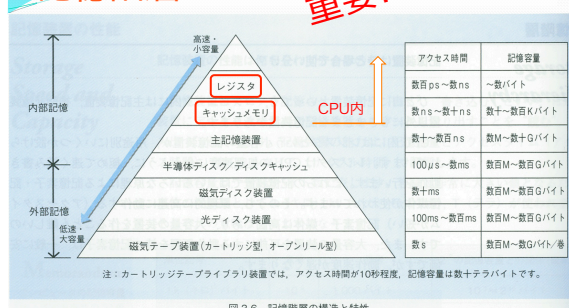 重要
高速・
小容量
レジスタ
キャッシュメモリ
CPU内
主記憶装置
半導体ディスク/ディスクキャッシュ
磁気ディスク装置
光ディスク装置
磁気テープ装置(カートリッジ型，オープンリール型)
低速・
大容量
内部記憶
外部記憶
アクセス時間 記憶容量
数百ps～数ns ～数バイト
数ns～数十ns 数十～数百Kバイト
数十～数百ns 数M～数十Gバイト
100μs～数ms 数百M～数百Gバイト
数十ms 数百M～数百Gバイト
100ms～数百ms 数百M～数百Gバイト
数s 数百M～数Gバイト/巻
注：カートリッジテープライブラリ装置では，アクセス時間が10秒程度，記憶容量は数十テラバイトです。